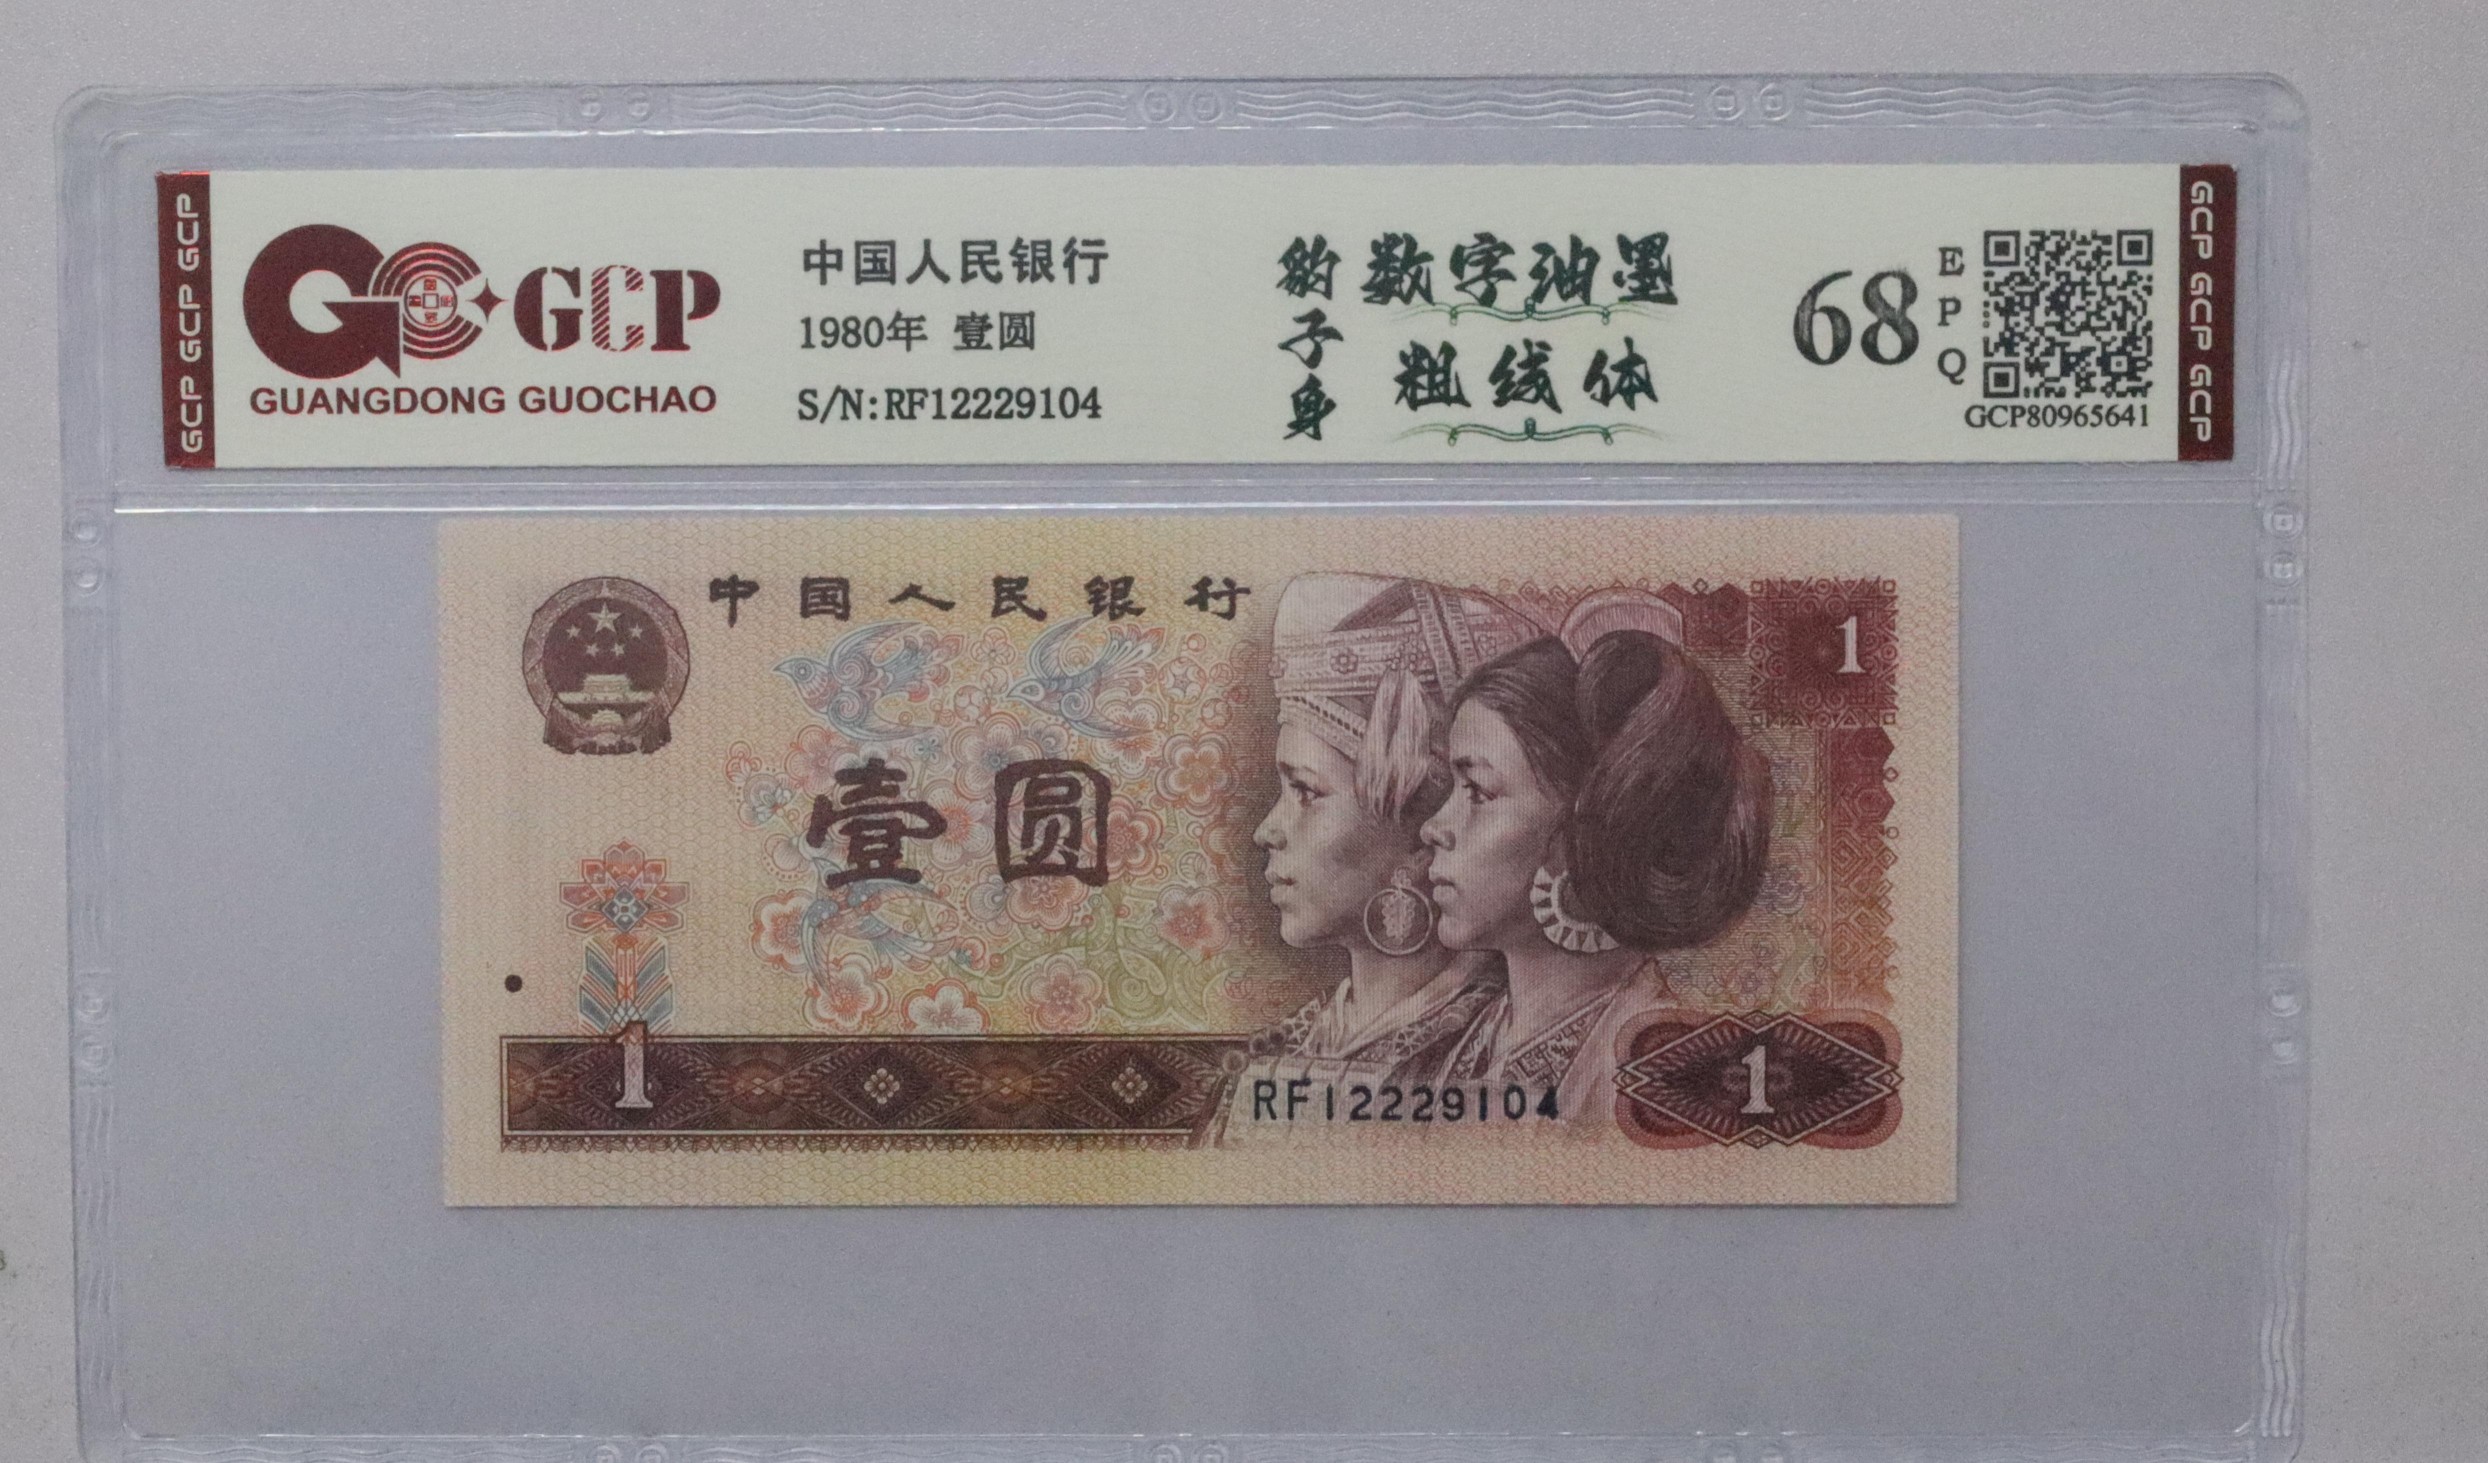 GCP GCP GCP
GCP
GUANGDONG GUOCHAO
中国人民银行
1980年 壹圆
S/N:RF12229104
豹子身
数字油墨
粗线体
68
EPQ
GCP80965641
GCP GCP GCP
中国人民银行
1
壹圆
1
RF12229104
1